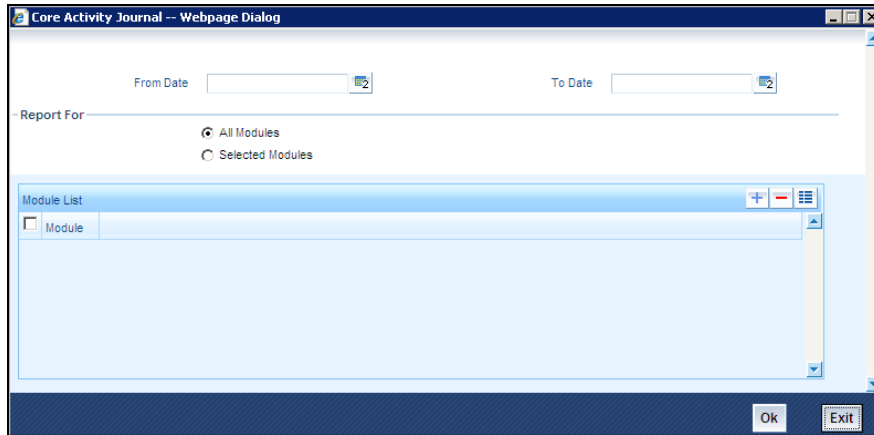 Core Activity Journal -- Webpage Dialog
From Date
To Date
Report For
All Modules
Selected Modules
Module List
Module
Ok
Exit